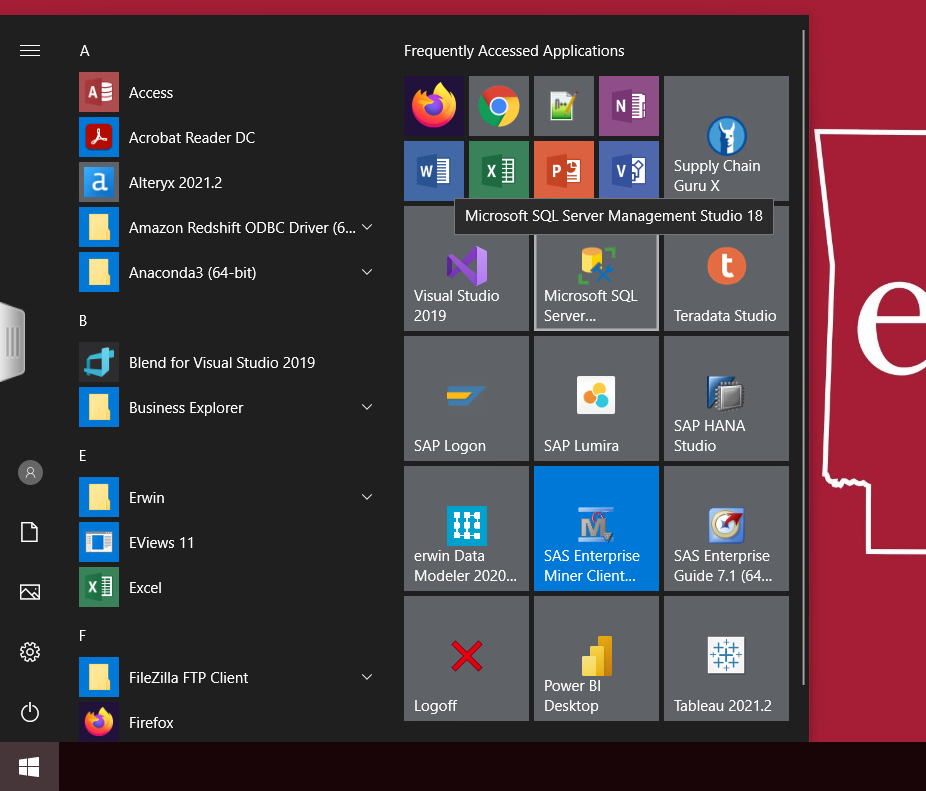 A
Access
Acrobat Reader DC
Alteryx 2021.2
Amazon Redshift ODBC Driver (6...
Anaconda3 (64-bit)
B
Blend for Visual Studio 2019
Business Explorer
E
Erwin
EViews 11
Excel
F
FileZilla FTP Client
Firefox
Frequently Accessed Applications
Supply Chain
Guru X
Microsoft SQL Server Management Studio 18
Visual Studio
2019
Microsoft SQL
Server...
Teradata Studio
SAP Logon
SAP Lumira
SAP HANA
Studio
erwin Data
Modeler 2020...
SAS Enterprise
Miner Client...
SAS Enterprise
Guide 7.1 (64...
Logoff
Power BI
Desktop
Tableau 2021.2
e